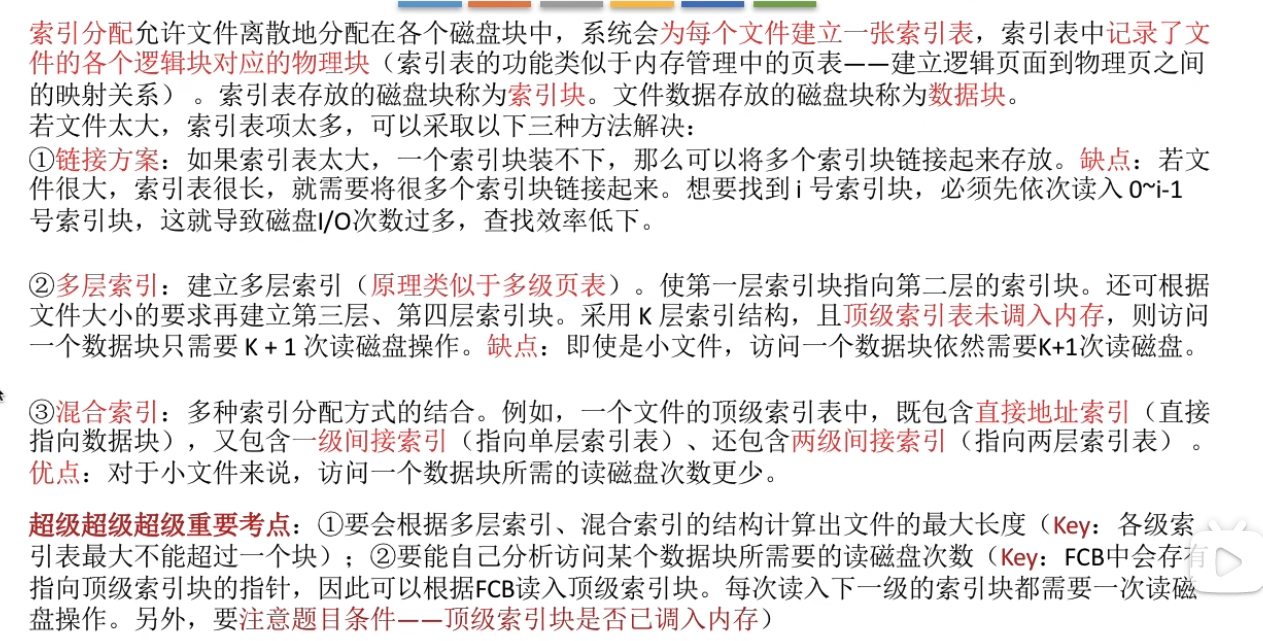 索引分配允许文件离散地分配在各个磁盘块中，系统会为每个文件建立一张索引表，索引表中记录了文
件的各个逻辑块对应的物理块（索引表的功能类似于内存管理中的页表——建立逻辑页面到物理页之间
的映射关系）。索引表存放的磁盘块称为索引块。文件数据存放的磁盘块称为数据块。
若文件太大，索引表项太多，可以采取以下三种方法解决：
①链接方案：如果索引表太大，一个索引块装不下，那么可以将多个索引块链接起来存放。缺点：若文
件很大，索引表很长，就需要将很多个索引块链接起来。想要找到 i 号索引块，必须先依次读入 0~i-1
号索引块，这就导致磁盘I/O次数过多，查找效率低下。
②多层索引：建立多层索引（原理类似于多级页表）。使第一层索引块指向第二层的索引块。还可根据
文件大小的要求再建立第三层、第四层索引块。采用 K 层索引结构，且顶级索引表未调入内存，则访问
一个数据块只需要 K + 1 次读磁盘操作。缺点：即使是小文件，访问一个数据块依然需要K+1次读磁盘。
③混合索引：多种索引分配方式的结合。例如，一个文件的顶级索引表中，既包含直接地址索引（直接
指向数据块），又包含一级间接索引（指向单层索引表）、还包含两级间接索引（指向两层索引表）。
优点：对于小文件来说，访问一个数据块所需的读磁盘次数更少。
超级超级超级重要考点：①要会根据多层索引、混合索引的结构计算出文件的最大长度（Key：各级索
引表最大不能超过一个块）；②要能自己分析访问某个数据块所需要的读磁盘次数（Key：FCB中会存有
指向顶级索引块的指针，因此可以根据FCB读入顶级索引块。每次读入下一级的索引块都需要一次读磁
盘操作。另外，要注意题目条件——顶级索引块是否已调入内存）